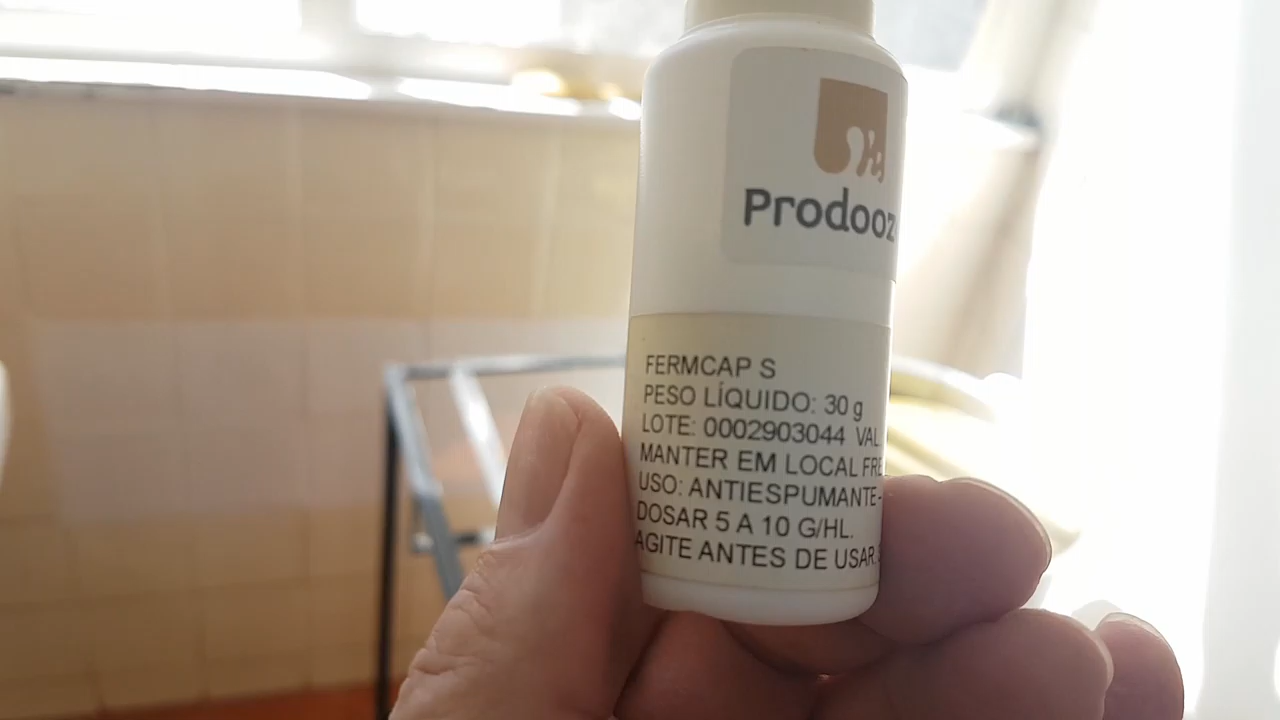 Prodooz
FERMCAP S
PESO LÍQUIDO: 30 g
LOTE: 0002903044 VAL.
MANTER EM LOCAL FRE
USO: ANTIESPUMANTE-
DOSAR 5 A 10 G/HL.
AGITE ANTES DE USAR.